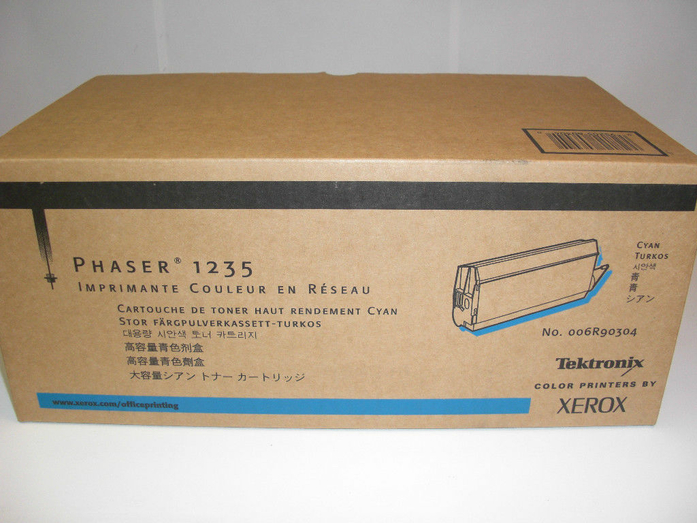 PHASER® 1235
IMPRIMANTE COULEUR EN RÉSEAU
CARTOUCHE DE TONER HAUT RENDEMENT CYAN
STOR FÄRGPULVERKASSETT-TURKOS
대용량 시안색 토너 카트리지
高容量青色剂盒
高容量青色劑盒
大容量シアン トナー カートリッジ
www.xerox.com/officeprinting
CYAN
TURKOS
시안색
青
青
シアン
No. 006R90304
Tektronix
COLOR PRINTERS BY
XEROX